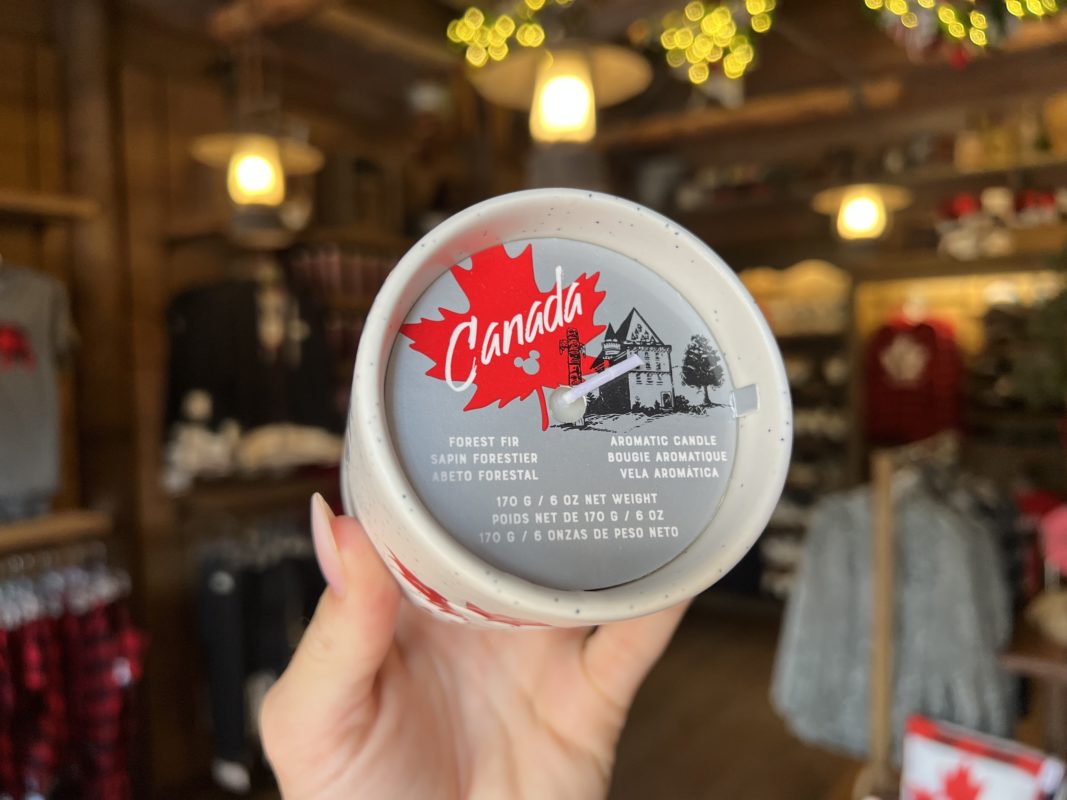 Canada
FOREST FIR
SAPIN FORESTIER
ABETO FORESTAL
AROMATIC CANDLE
BOUGIE AROMATIQUE
VELA AROMÁTICA
170 G / 6 OZ NET WEIGHT
POIDS NET DE 170 G / 6 OZ
170 G / 6 ONZAS DE PESO NETO